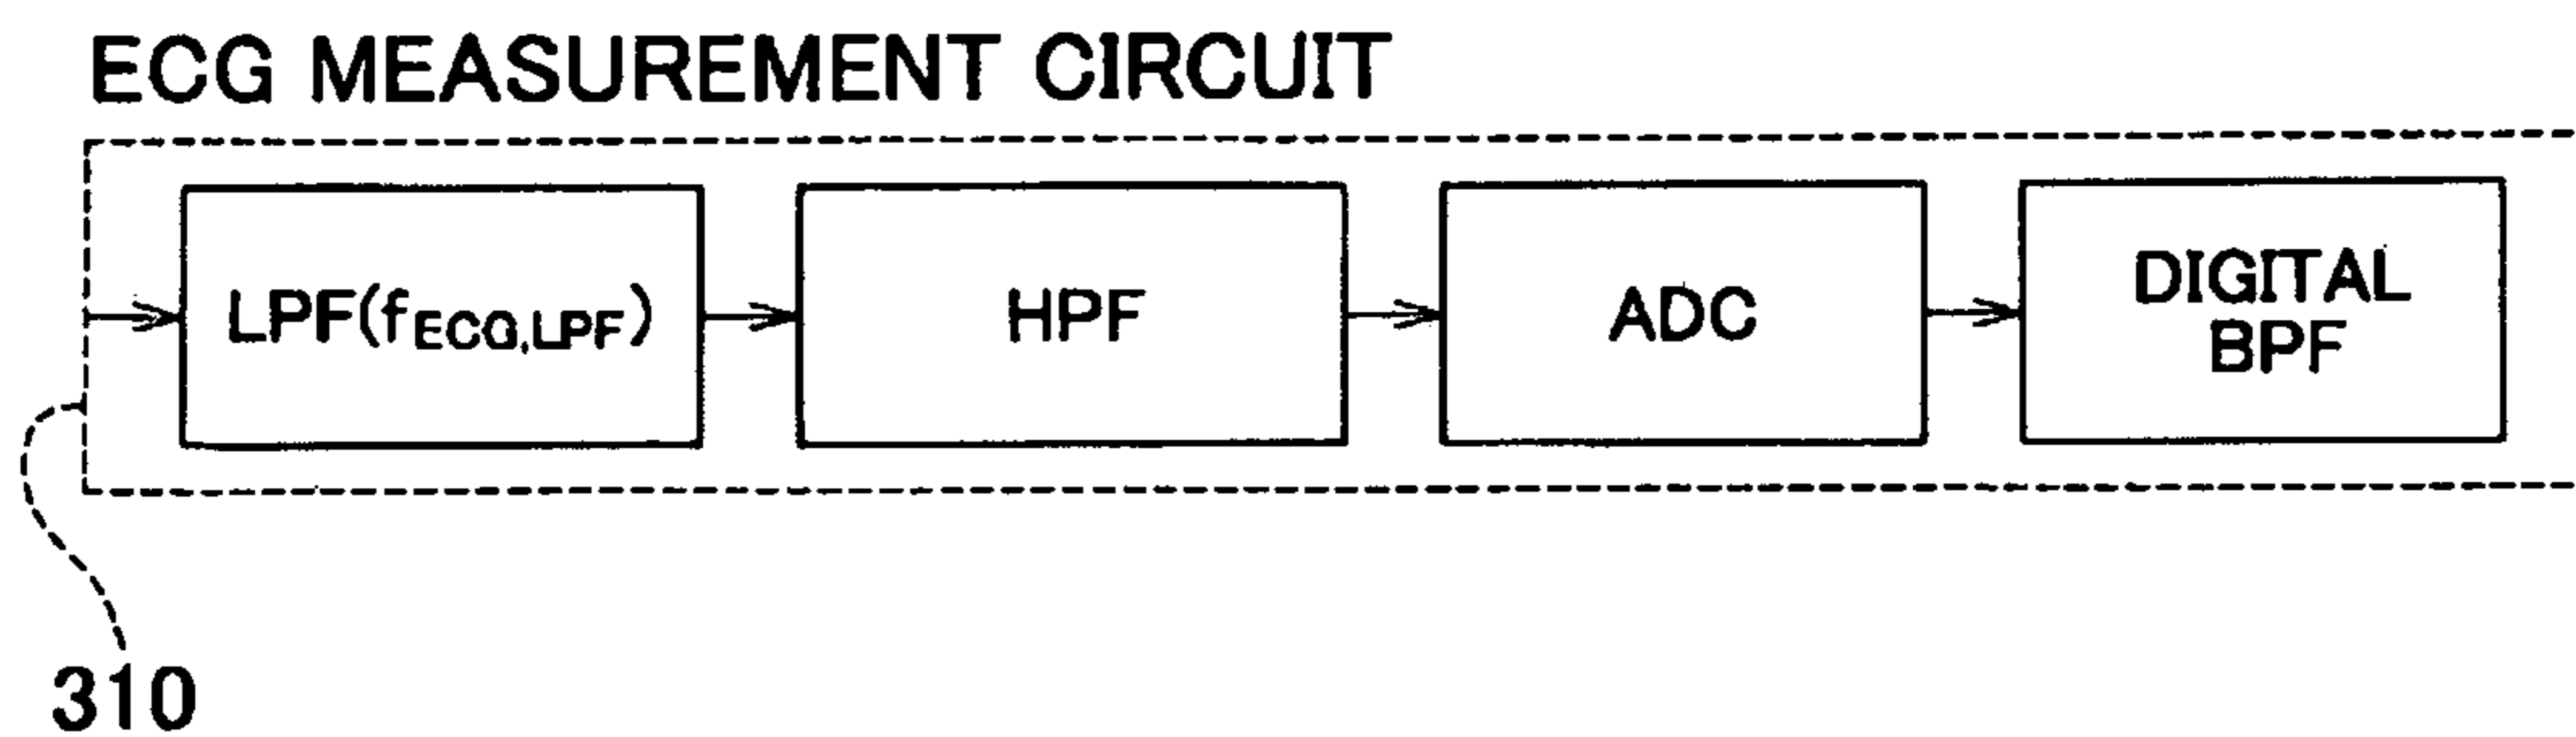 ECG MEASUREMENT CIRCUIT
LPF(fECG,LPF)
HPF
ADC
DIGITAL
BPF
310